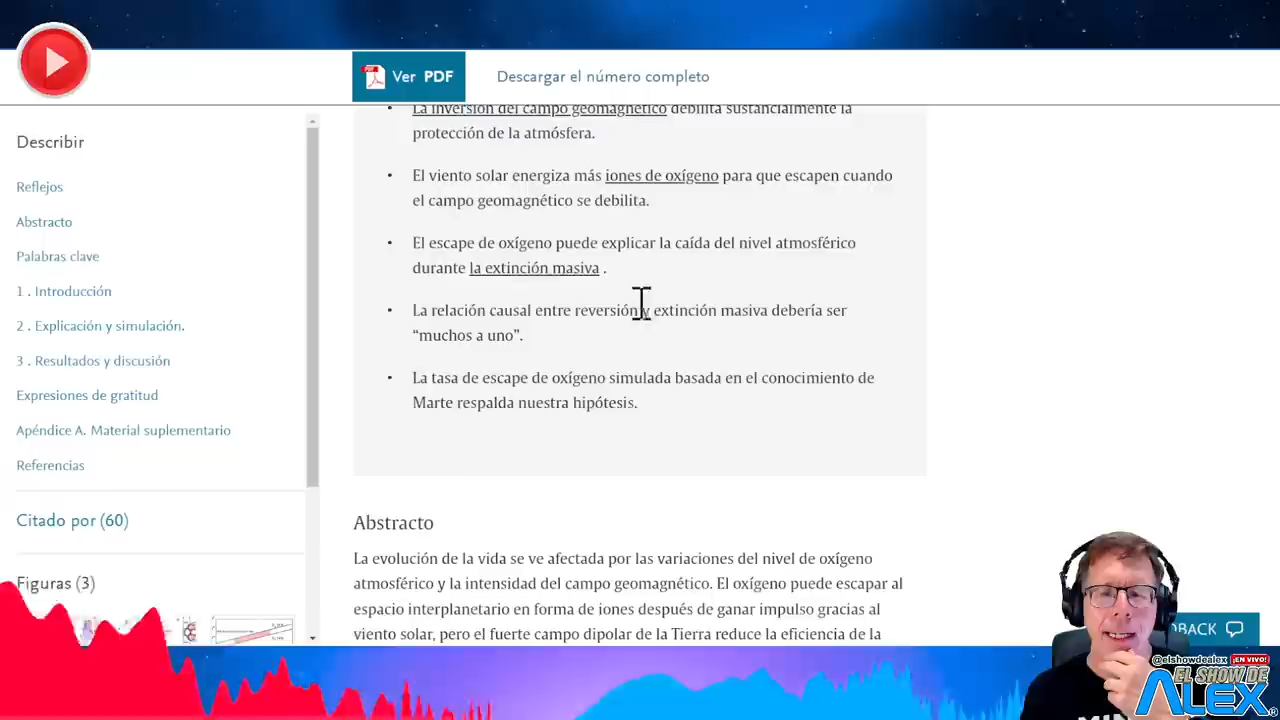 Ver PDF
Descargar el número completo
La inversión del campo geomagnético debilita sustancialmente la
protección de la atmósfera.
Describir
Reflejos
Abstracto
Palabras clave
1 . Introducción
2 . Explicación y simulación.
3 . Resultados y discusión
Expresiones de gratitud
Apéndice A. Material suplementario
Referencias
Citado por (60)
Figuras (3)
• El viento solar energiza más iones de oxígeno para que escapen cuando
el campo geomagnético se debilita.
• El escape de oxígeno puede explicar la caída del nivel atmosférico
durante la extinción masiva .
• La relación causal entre reversión y extinción masiva debería ser
“muchos a uno”.
• La tasa de escape de oxígeno simulada basada en el conocimiento de
Marte respalda nuestra hipótesis.
Abstracto
La evolución de la vida se ve afectada por las variaciones del nivel de oxígeno
atmosférico y la intensidad del campo geomagnético. El oxígeno puede escapar al
espacio interplanetario en forma de iones después de ganar impulso gracias al
viento solar, pero el fuerte campo dipolar de la Tierra reduce la eficiencia de la
DBACK
@elshowdealex ¡EN VIVO!
EL SHOW DE
ALEX